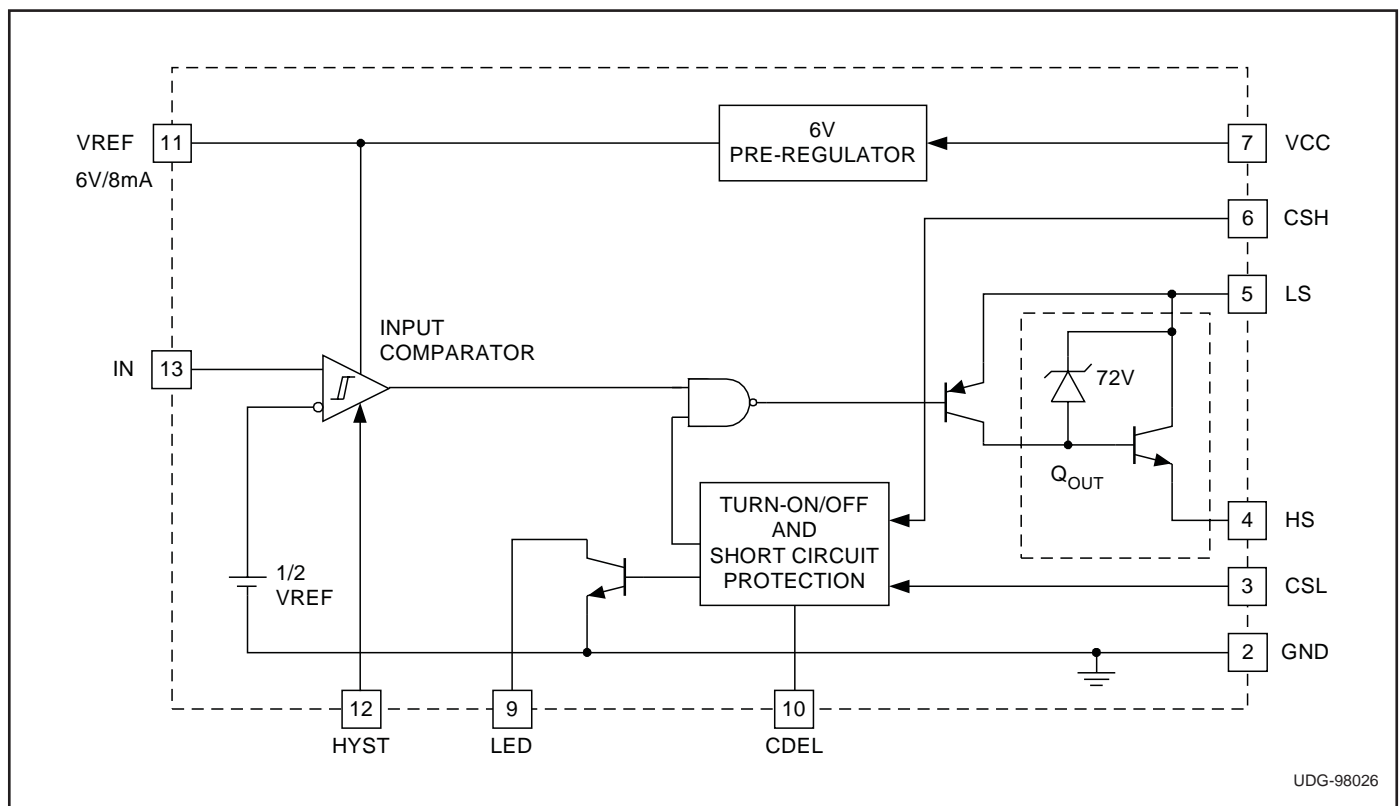 VREF
11
6V/8mA
6V
PRE-REGULATOR
7
VCC
6
CSH
5
LS
INPUT
COMPARATOR
IN
13
72V
QOUT
4
HS
TURN-ON/OFF
AND
SHORT CIRCUIT
PROTECTION
3
CSL
1/2
VREF
2
GND
12
HYST
9
LED
10
CDEL
UDG-98026